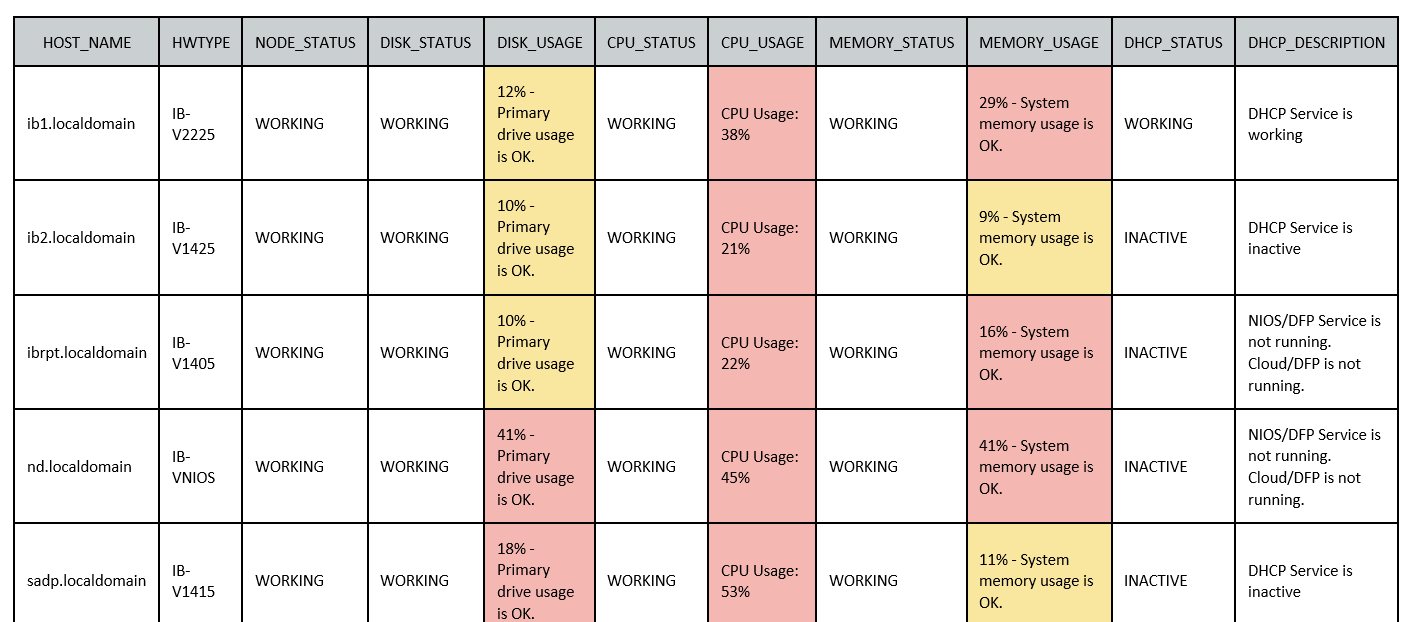 HOST_NAME HWTYPE NODE_STATUS DISK_STATUS DISK_USAGE CPU_STATUS CPU_USAGE MEMORY_STATUS MEMORY_USAGE DHCP_STATUS DHCP_DESCRIPTION
ib1.localdomain
IB-
V2225
WORKING
WORKING
12% -
Primary
drive usage
is OK.
WORKING
CPU Usage:
38%
WORKING
29% - System
memory usage is
OK.
WORKING
DHCP Service is
working
ib2.localdomain
IB-
V1425
WORKING
WORKING
10% -
Primary
drive usage
is OK.
WORKING
CPU Usage:
21%
WORKING
9% - System
memory usage is
OK.
INACTIVE
DHCP Service is
inactive
ibrpt.localdomain
IB-
V1405
WORKING
WORKING
10% -
Primary
drive usage
is OK.
WORKING
CPU Usage:
22%
WORKING
16% - System
memory usage is
OK.
INACTIVE
NIOS/DFP Service is
not running.
Cloud/DFP is not
running.
nd.localdomain
IB-
VNIOS
WORKING
WORKING
41% -
Primary
drive usage
is OK.
WORKING
CPU Usage:
45%
WORKING
41% - System
memory usage is
OK.
INACTIVE
NIOS/DFP Service is
not running.
Cloud/DFP is not
running.
sadp.localdomain
IB-
V1415
WORKING
WORKING
18% -
Primary
drive usage
is OK.
WORKING
CPU Usage:
53%
WORKING
11% - System
memory usage is
OK.
INACTIVE
DHCP Service is
inactive